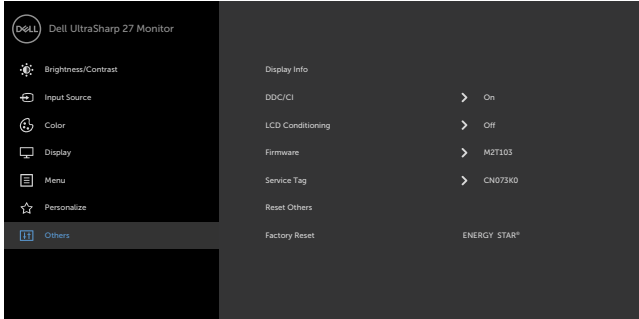 DELL Dell UltraSharp 27 Monitor
Brightness/Contrast
Input Source
Color
Display
Menu
Personalize
Others
Display Info
DDC/CI On
LCD Conditioning Off
Firmware M2T103
Service Tag CN073K0
Reset Others
Factory Reset ENERGY STAR®